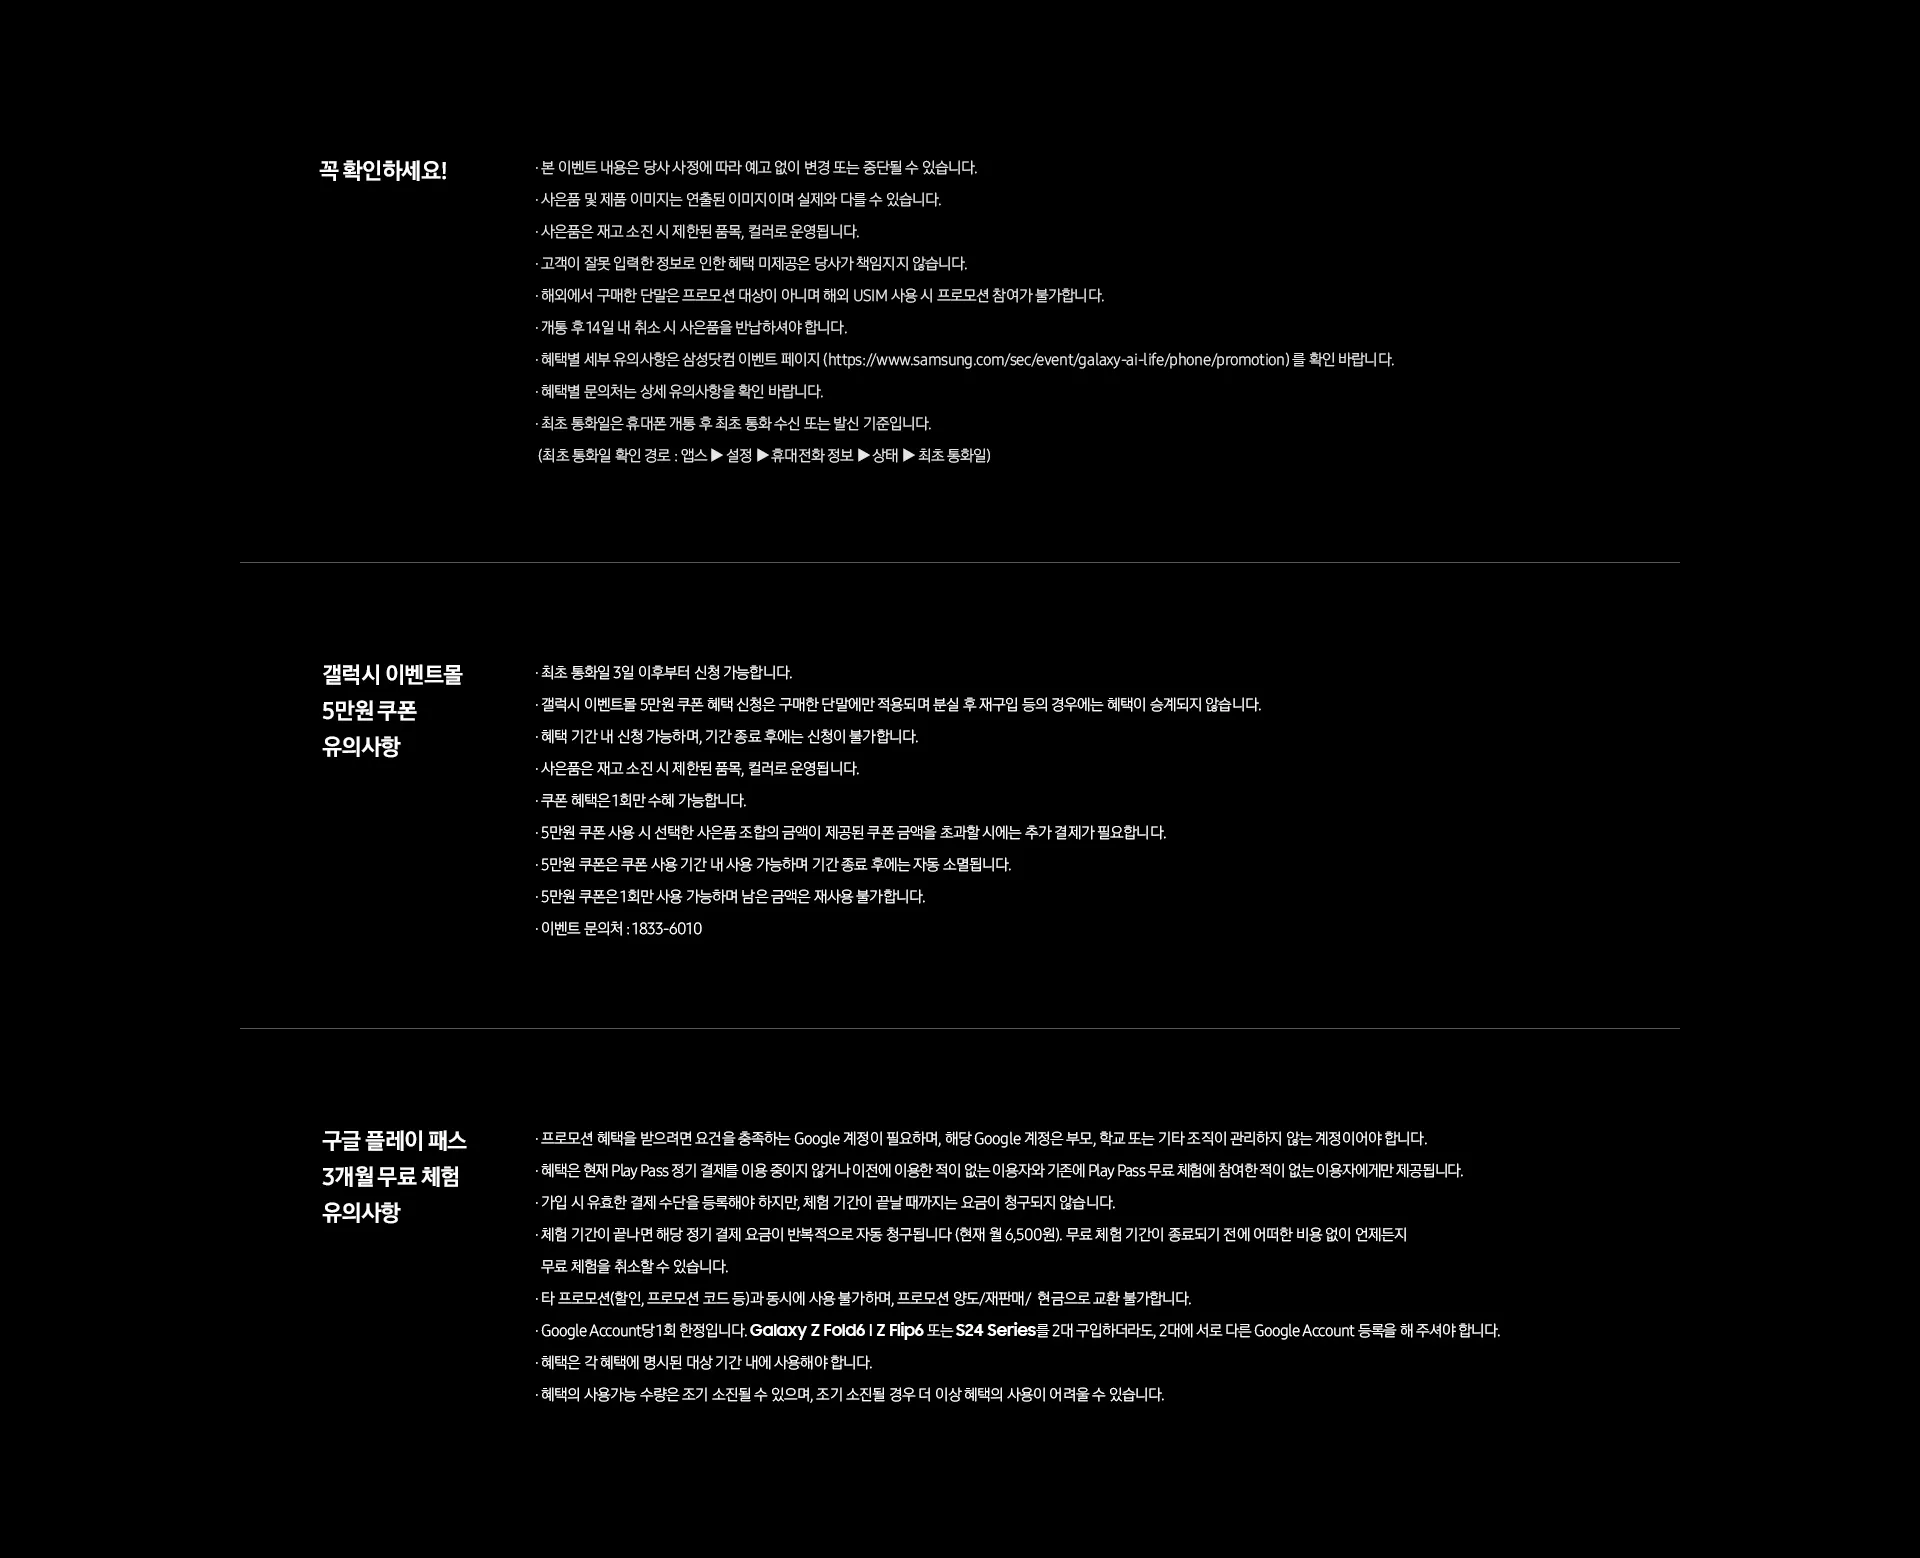 꼭 확인하세요!
· 본 이벤트 내용은 당사 사정에 따라 예고 없이 변경 또는 중단될 수 있습니다.
· 사은품 및 제품 이미지는 연출된 이미지이며 실제와 다를 수 있습니다.
· 사은품은 재고 소진 시 제한된 품목, 컬러로 운영됩니다.
· 고객이 잘못 입력한 정보로 인한 혜택 미제공은 당사가 책임지지 않습니다.
· 해외에서 구매한 단말은 프로모션 대상이 아니며 해외 USIM 사용 시 프로모션 참여가 불가합니다.
· 개통 후 14일 내 취소 시 사은품을 반납하셔야 합니다.
· 혜택별 세부 유의사항은 삼성닷컴 이벤트 페이지 (https://www.samsung.com/sec/event/galaxy-ai-life/phone/promotion) 를 확인 바랍니다.
· 혜택별 문의처는 상세 유의사항을 확인 바랍니다.
· 최초 통화일은 휴대폰 개통 후 최초 통화 수신 또는 발신 기준입니다.
(최초 통화일 확인 경로 : 앱스 ▶ 설정 ▶ 휴대전화 정보 ▶ 상태 ▶ 최초 통화일)
갤럭시 이벤트몰
5만원 쿠폰
유의사항
· 최초 통화일 3일 이후부터 신청 가능합니다.
· 갤럭시 이벤트몰 5만원 쿠폰 혜택 신청은 구매한 단말에만 적용되며 분실 후 재구입 등의 경우에는 혜택이 승계되지 않습니다.
· 혜택 기간 내 신청 가능하며, 기간 종료 후에는 신청이 불가합니다.
· 사은품은 재고 소진 시 제한된 품목, 컬러로 운영됩니다.
· 쿠폰 혜택은 1회만 수혜 가능합니다.
· 5만원 쿠폰 사용 시 선택한 사은품 조합의 금액이 제공된 쿠폰 금액을 초과할 시에는 추가 결제가 필요합니다.
· 5만원 쿠폰은 쿠폰 사용 기간 내 사용 가능하며 기간 종료 후에는 자동 소멸됩니다.
· 5만원 쿠폰은 1회만 사용 가능하며 남은 금액은 재사용 불가합니다.
· 이벤트 문의처 : 1833-6010
구글 플레이 패스
3개월 무료 체험
유의사항
· 프로모션 혜택을 받으려면 요건을 충족하는 Google 계정이 필요하며, 해당 Google 계정은 부모, 학교 또는 기타 조직이 관리하지 않는 계정이어야 합니다.
· 혜택은 현재 Play Pass 정기 결제를 이용 중이지 않거나 이전에 이용한 적이 없는 이용자와 기존에 Play Pass 무료 체험에 참여한 적이 없는 이용자에게만 제공됩니다.
· 가입 시 유효한 결제 수단을 등록해야 하지만, 체험 기간이 끝날 때까지는 요금이 청구되지 않습니다.
· 체험 기간이 끝나면 해당 정기 결제 요금이 반복적으로 자동 청구됩니다 (현재 월 6,500원). 무료 체험 기간이 종료되기 전에 어떠한 비용 없이 언제든지
무료 체험을 취소할 수 있습니다.
· 타 프로모션(할인, 프로모션 코드 등)과 동시에 사용 불가하며, 프로모션 양도/재판매/ 현금으로 교환 불가합니다.
· Google Account당 1회 한정입니다. Galaxy Z Fold6 | Z Flip6 또는 S24 Series를 2대 구입하더라도, 2대에 서로 다른 Google Account 등록을 해 주셔야 합니다.
· 혜택은 각 혜택에 명시된 대상 기간 내에 사용해야 합니다.
· 혜택의 사용가능 수량은 조기 소진될 수 있으며, 조기 소진될 경우 더 이상 혜택의 사용이 어려울 수 있습니다.